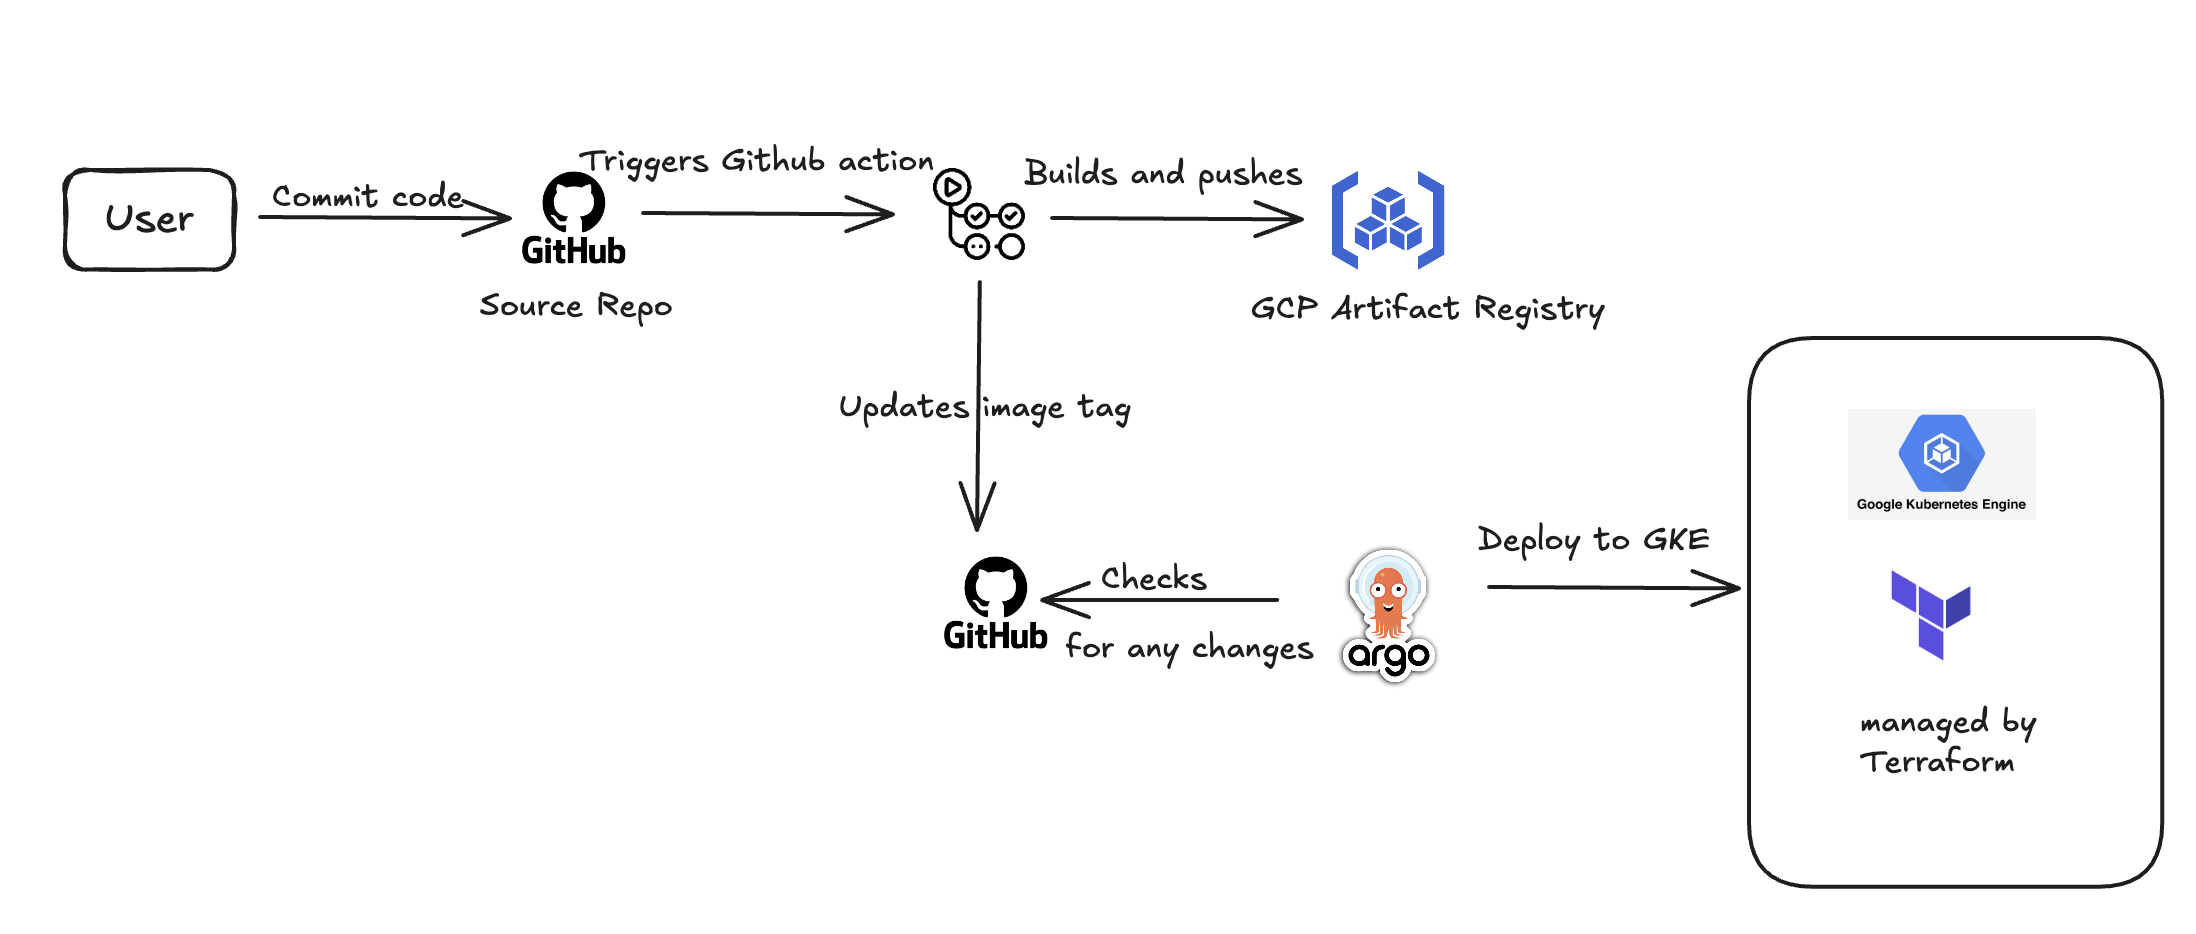 User
Commit code
GitHub
Source Repo
Triggers Github action
Builds and pushes
GCP Artifact Registry
Updates image tag
GitHub
Checks
for any changes
argo
Deploy to GKE
Google Kubernetes Engine
managed by
Terraform